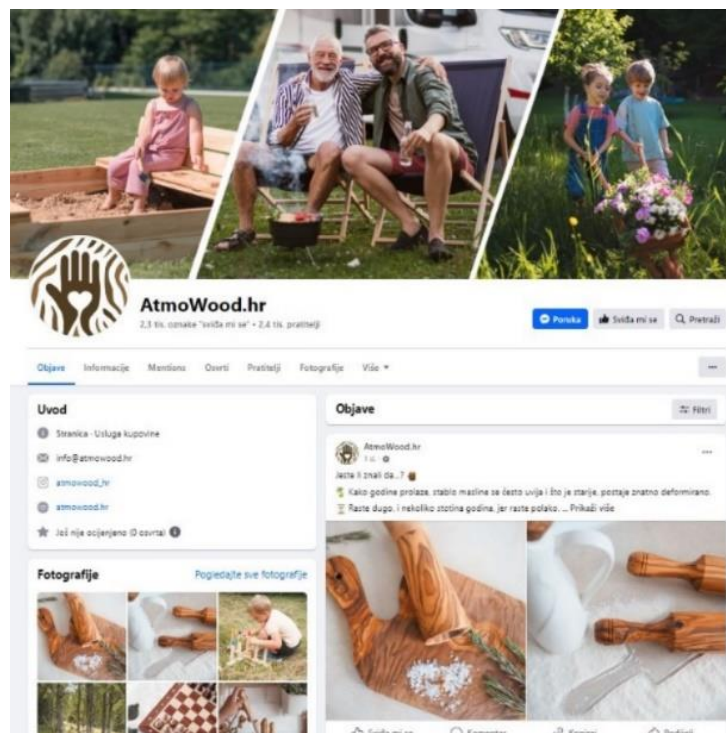 AtmoWood.hr
2,3 tis. oznake "sviđa mi se" • 2,4 tis. pratitelji
Poruka
Sviđa mi se
Pretraži
Objave
Informacije
Mentions
Osvrti
Pratitelji
Fotografije
Više
Uvod
Stranica · Usluga kupovine
info@atmowood.hr
atmowood_hr
atmowood.hr
Još nije ocijenjeno (0 osvrta)
Fotografije
Pogledajte sve fotografije
Objave
Filtri
AtmoWood.hr
Jeste li znali da...?
Kako godine prolaze, stablo masline se često uvija i što je starije, postaje znatno deformirano.
Raste dugo, i nekoliko stotina godina, jer raste polako. ... Prikaži više
Sviđa mi se
Komentar